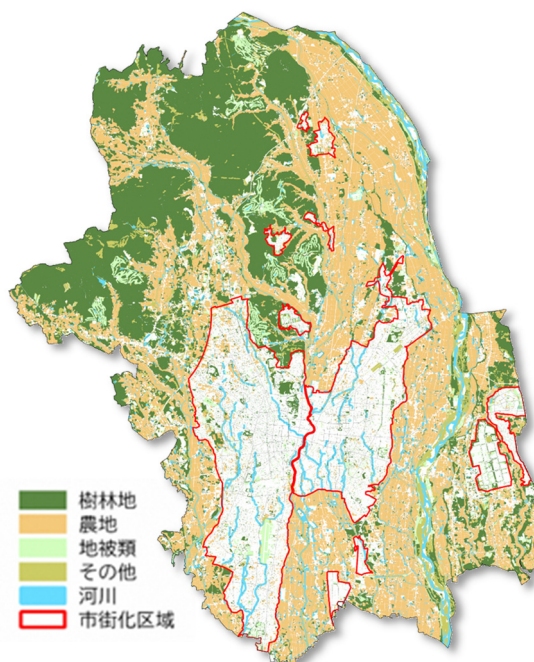 樹林地
農地
地被類
その他
河川
市街化区域